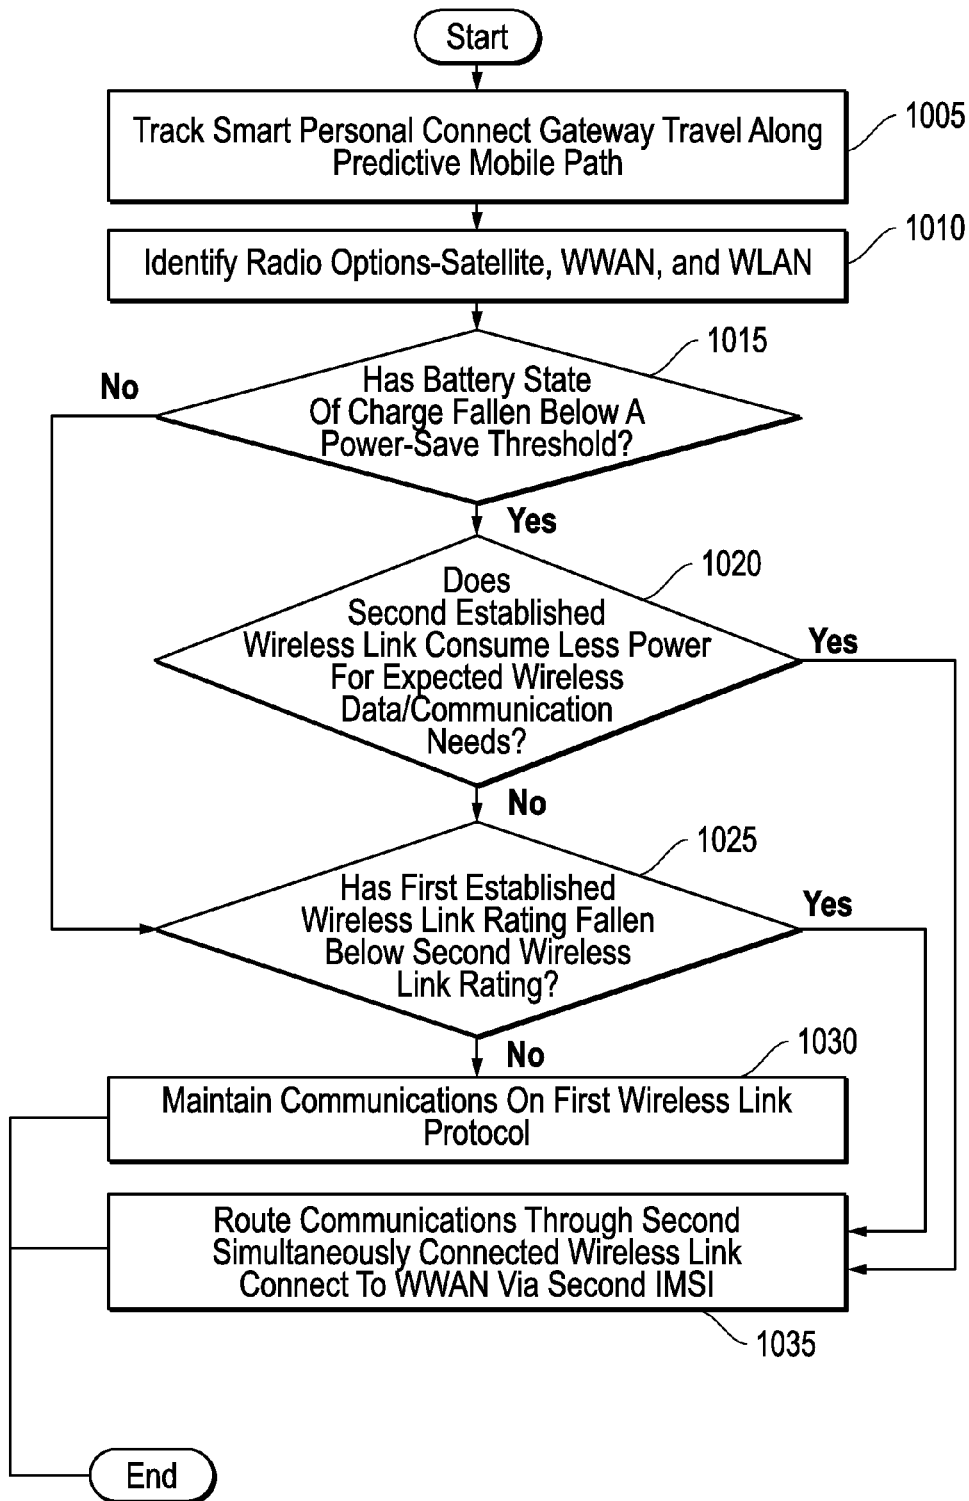 Start
Track Smart Personal Connect Gateway Travel Along
Predictive Mobile Path
1005
Identify Radio Options-Satellite, WWAN, and WLAN
1010
Has Battery State
Of Charge Fallen Below A
Power-Save Threshold?
1015
No
Yes
Does
Second Established
Wireless Link Consume Less Power
For Expected Wireless
Data/Communication
Needs?
1020
Yes
No
Has First Established
Wireless Link Rating Fallen
Below Second Wireless
Link Rating?
1025
Yes
No
1030
Maintain Communications On First Wireless Link
Protocol
Route Communications Through Second
Simultaneously Connected Wireless Link
Connect To WWAN Via Second IMSI
1035
End